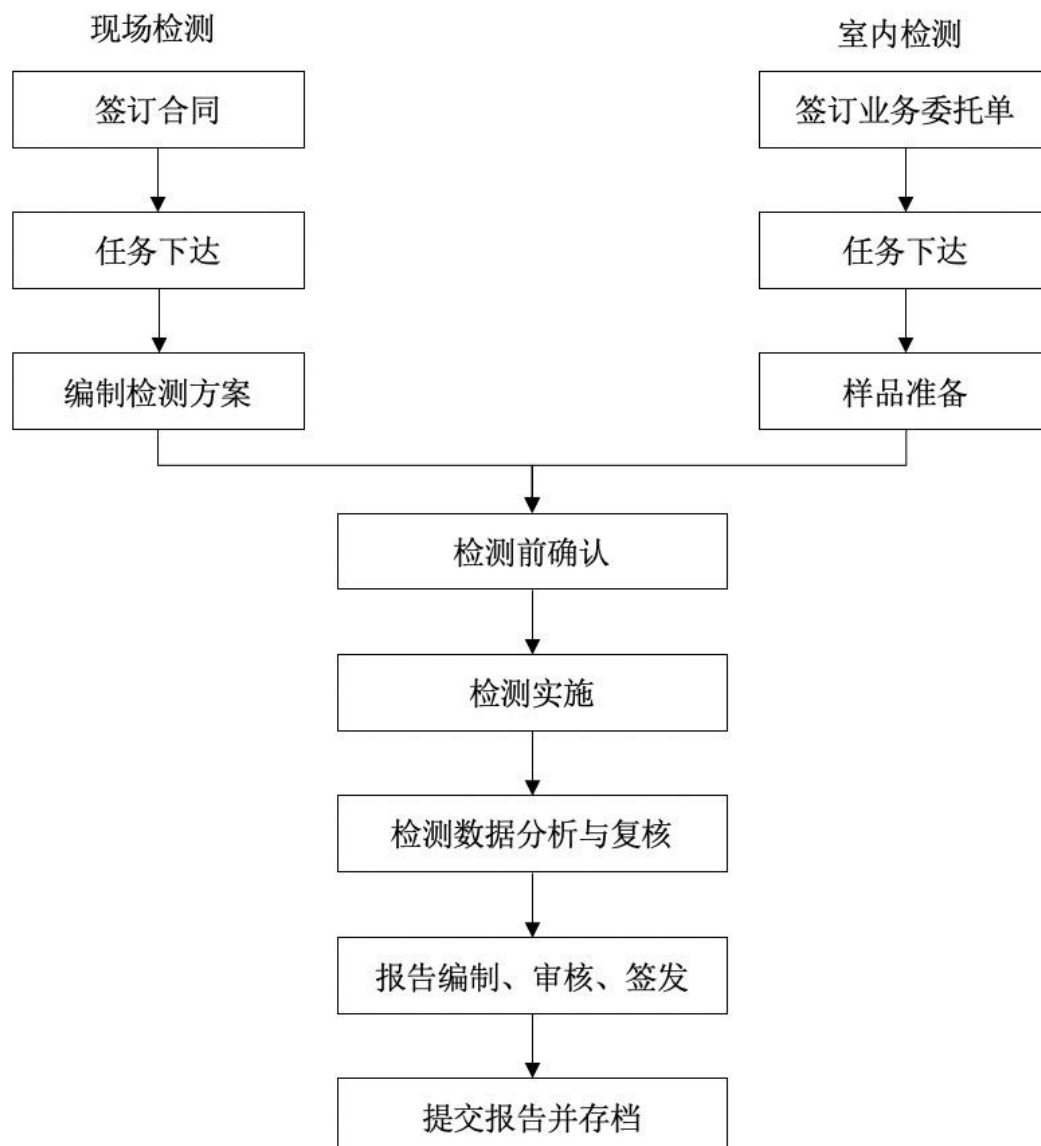 现场检测
室内检测
签订合同
签订业务委托单
任务下达
任务下达
编制检测方案
样品准备
检测前确认
检测实施
检测数据分析与复核
报告编制、审核、签发
提交报告并存档